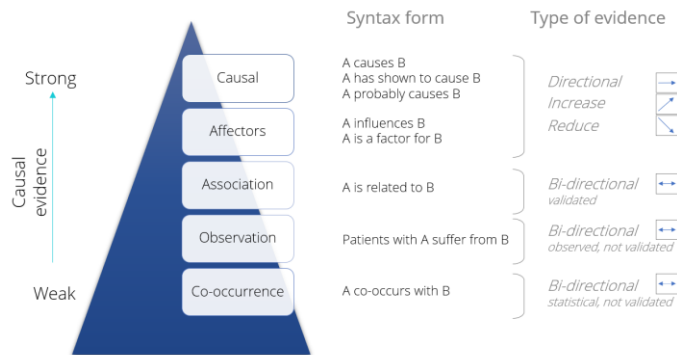 Syntax form
Type of evidence
Strong
Causal evidence
Weak
Causal
A causes B
A has shown to cause B
A probably causes B
Directional
Increase
Reduce
Affectors
A influences B
A is a factor for B
Association
A is related to B
Bi-directional
validated
Observation
Patients with A suffer from B
Bi-directional
observed, not validated
Co-occurrence
A co-occurs with B
Bi-directional
statistical, not validated